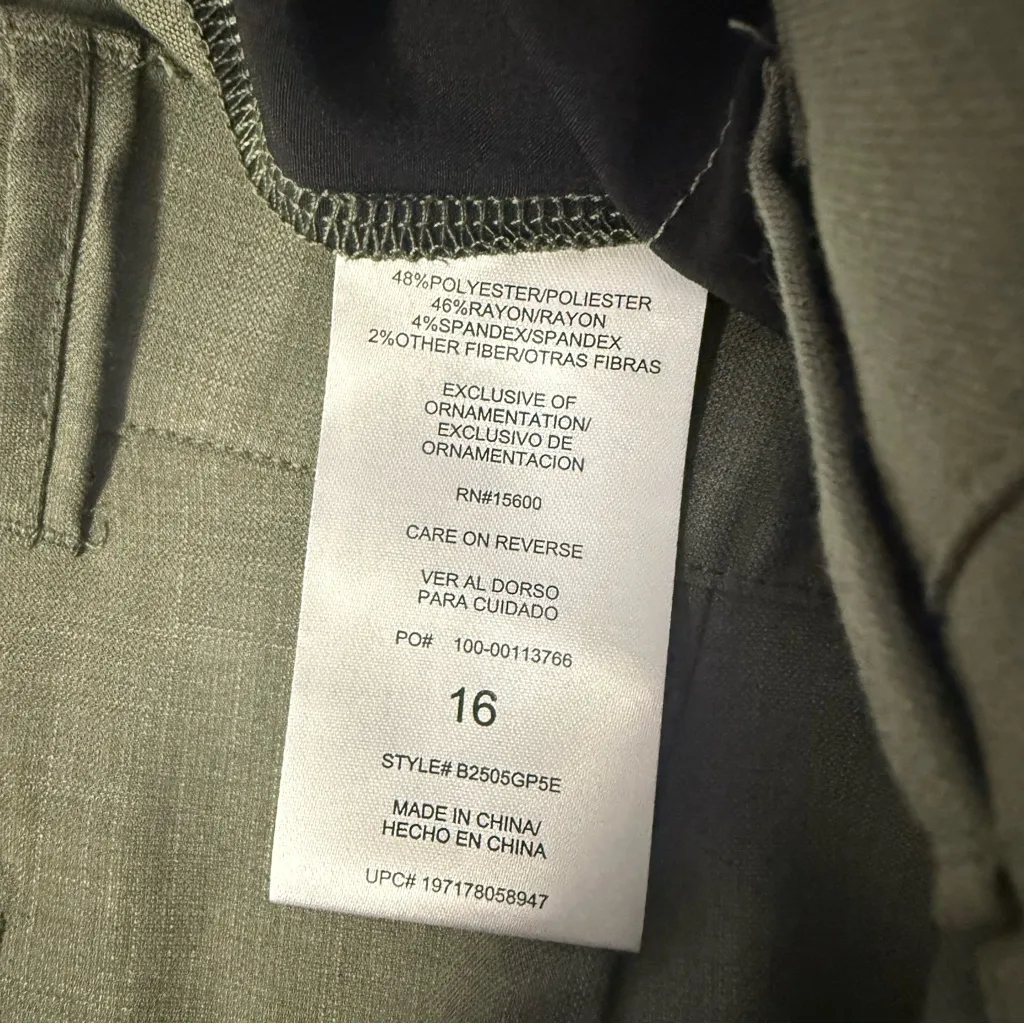 48%POLYESTER/POLIESTER
46%RAYON/RAYON
4%SPANDEX/SPANDEX
2%OTHER FIBER/OTRAS FIBRAS
EXCLUSIVE OF
ORNAMENTATION/
EXCLUSIVO DE
ORNAMENTACION
RN#15600
CARE ON REVERSE
VER AL DORSO
PARA CUIDADO
PO# 100-00113766
16
STYLE# B2505GP5E
MADE IN CHINA/
HECHO EN CHINA
UPC# 197178058947